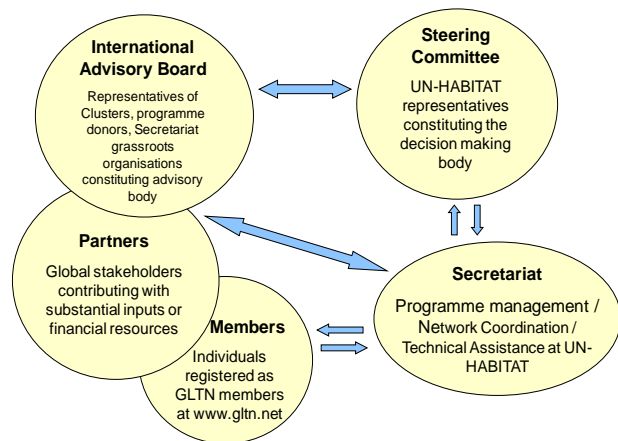 International
Advisory Board
Representatives of
Clusters, programme
donors, Secretariat
grassroots
organisations
constituting advisory
body
Steering
Committee
UN-HABITAT
representatives
constituting the
decision making
body
Partners
Global stakeholders
contributing with
substantial inputs or
financial resources
Secretariat
Programme management /
Network Coordination /
Technical Assistance at UN-
HABITAT
Members
Individuals
registered as
GLTN members
at www.gltn.net